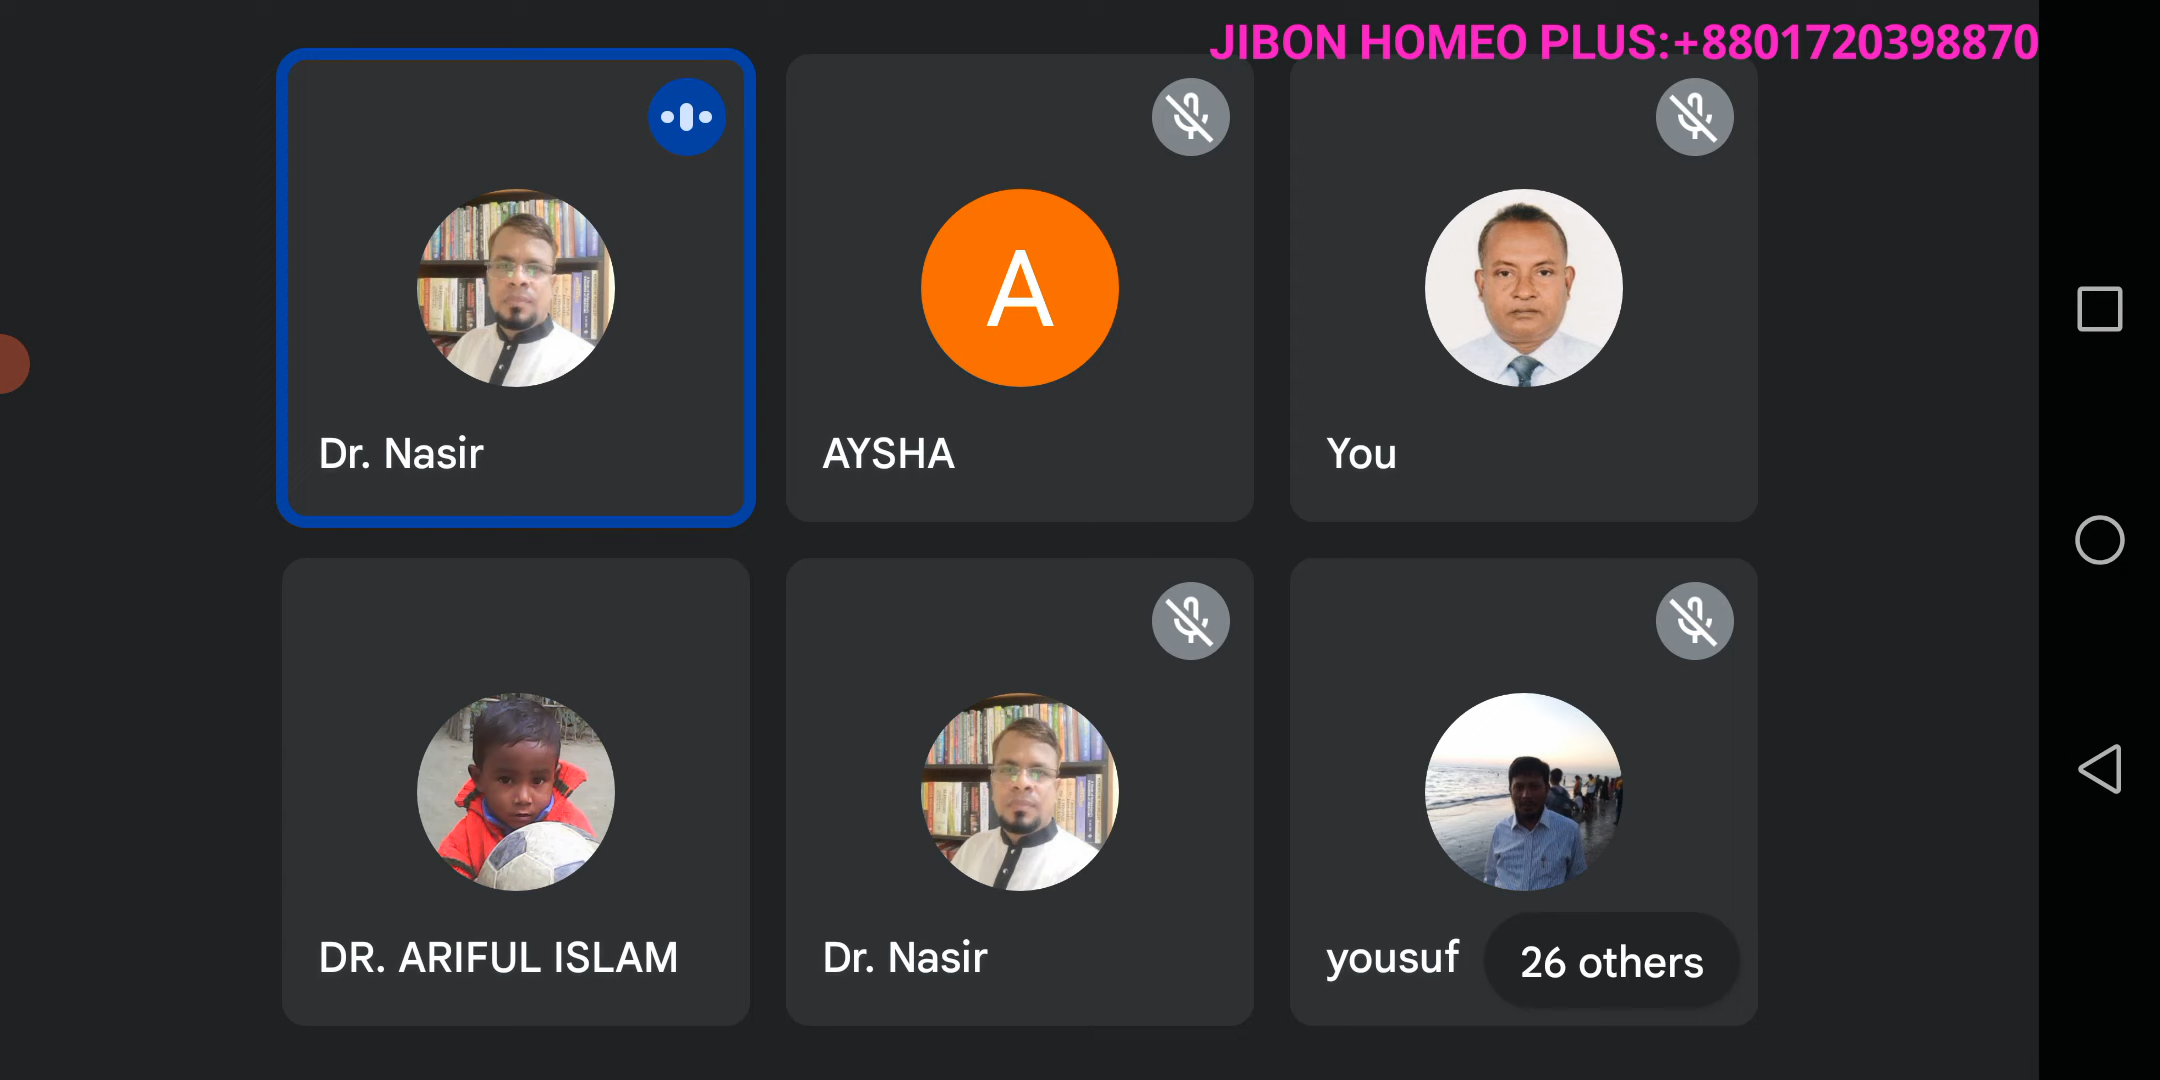 JIBON HOMEO PLUS:+8801720398870
Dr. Nasir
A
AYSHA
You
DR. ARIFUL ISLAM
Dr. Nasir
yousuf
26 others